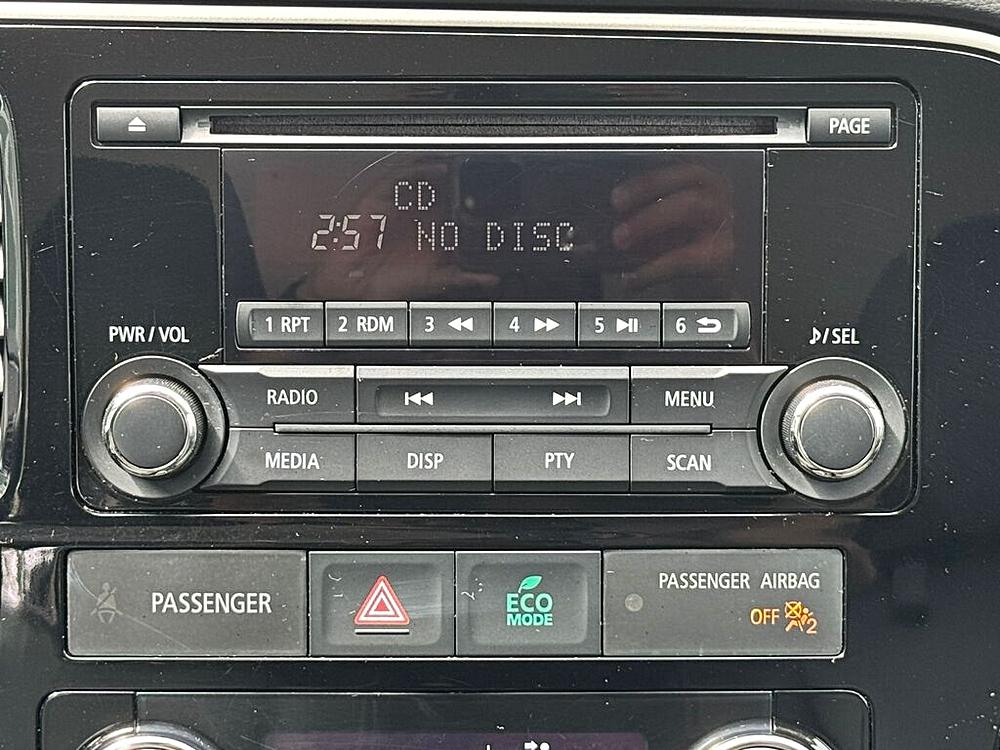 PAGE
CD
2:57 NO DISC
1 RPT 2 RDM 3 4 5 6
PWR / VOL
/ SEL
RADIO
MENU
MEDIA DISP PTY SCAN
PASSENGER
ECO
MODE
PASSENGER AIRBAG
OFF 2